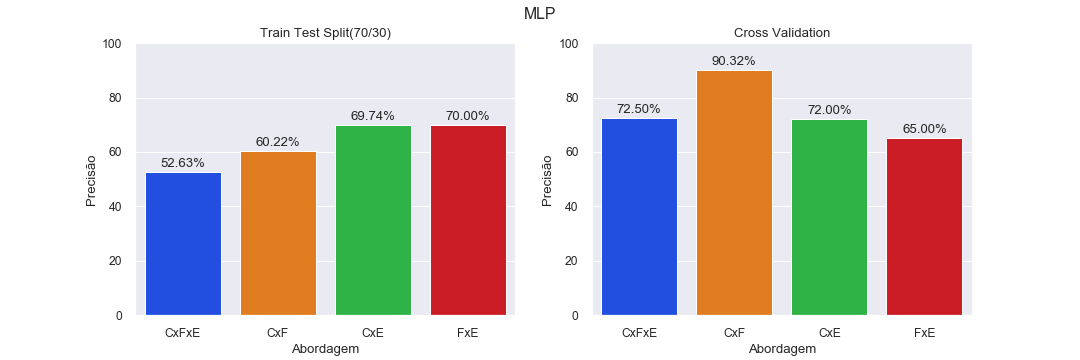 MLP
Train Test Split(70/30)
100
80
60
40
20
0
Precisão
52.63%
60.22%
69.74%
70.00%
CxFxE
CxF
CxE
FxE
Abordagem
Cross Validation
100
80
60
40
20
0
Precisão
72.50%
90.32%
72.00%
65.00%
CxFxE
CxF
CxE
FxE
Abordagem